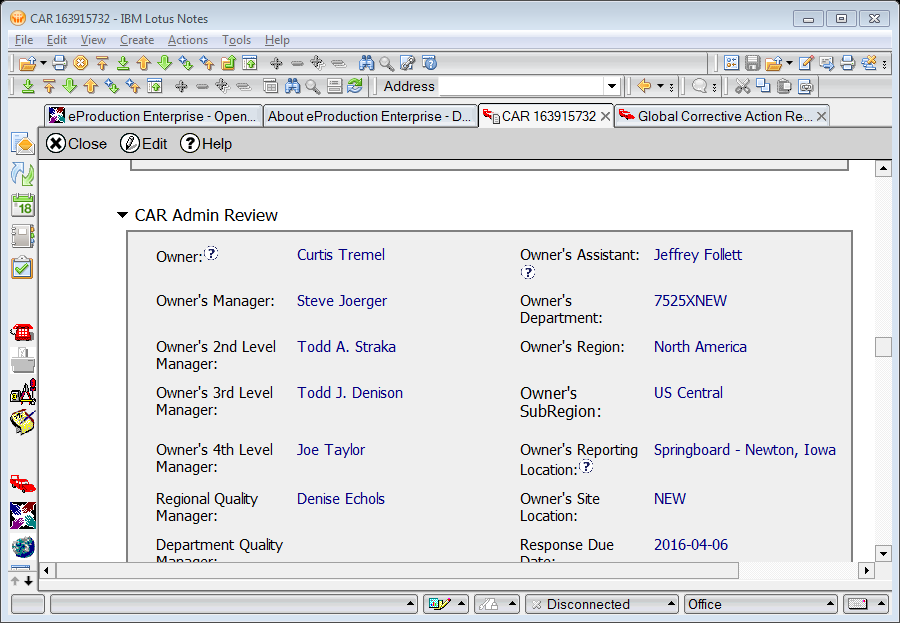 CAR 163915732 - IBM Lotus Notes
File Edit View Create Actions Tools Help
Address
eProduction Enterprise - Open... About eProduction Enterprise - D... CAR 163915732 Global Corrective Action Re...
Close Edit Help
18
CAR Admin Review
Owner: ? Curtis Tremel Owner's Assistant: Jeffrey Follett
?
Owner's Manager: Steve Joerger Owner's 7525XNEW
Department:
Owner's 2nd Level Todd A. Straka Owner's Region: North America
Manager:
Owner's 3rd Level Todd J. Denison Owner's US Central
Manager: SubRegion:
Owner's 4th Level Joe Taylor Owner's Reporting Springboard - Newton, Iowa
Manager: Location: ?
Regional Quality Denise Echols Owner's Site NEW
Manager: Location:
Department Quality Response Due 2016-04-06
Manager: Date:
Disconnected Office